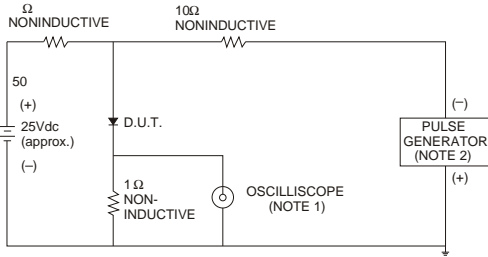 Ω
NONINDUCTIVE
10Ω
NONINDUCTIVE
50
(+)
25Vdc
(approx.)
(–)
D.U.T.
1 Ω
NON-
INDUCTIVE
OSCILLISCOPE
(NOTE 1)
(–)
PULSE
GENERATOR
(NOTE 2)
(+)